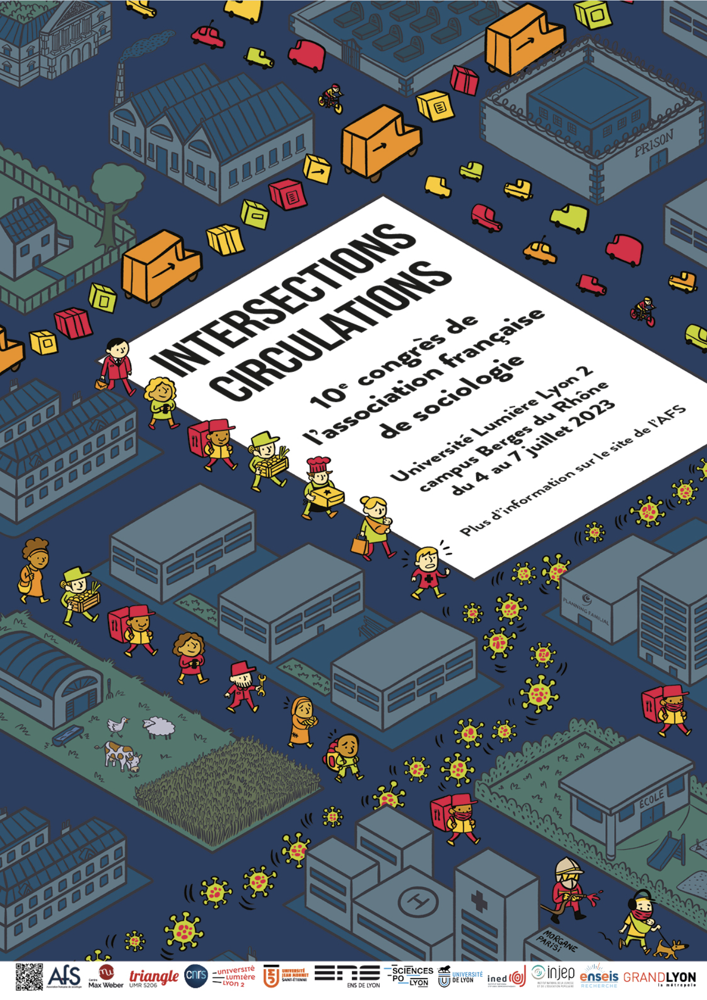 PRISON
INTERSECTIONS
CIRCULATIONS
10e congrès de
l'association française
de sociologie
Université Lumière Lyon 2
campus Berges du Rhône
du 4 au 7 juillet 2023
Plus d'information sur le site de l'AFS
PLANNING FAMILIAL
ÉCOLE
H
MORGANE
PARISI
AFS
Association française de sociologie
Centre
Max Weber
triangle
UMR 5206
cnrs
UNIVERSITÉ
LUMIÈRE
LYON 2
UNIVERSITÉ
JEAN MONNET
SAINT-ÉTIENNE
ENS
ENS DE LYON
SCIENCES
PO
LYON
UNIVERSITÉ
DE LYON
ined
injep
INSTITUT NATIONAL DE LA JEUNESSE
ET DE L'ÉDUCATION POPULAIRE
enseis
RECHERCHE
GRANDLYON
la métropole